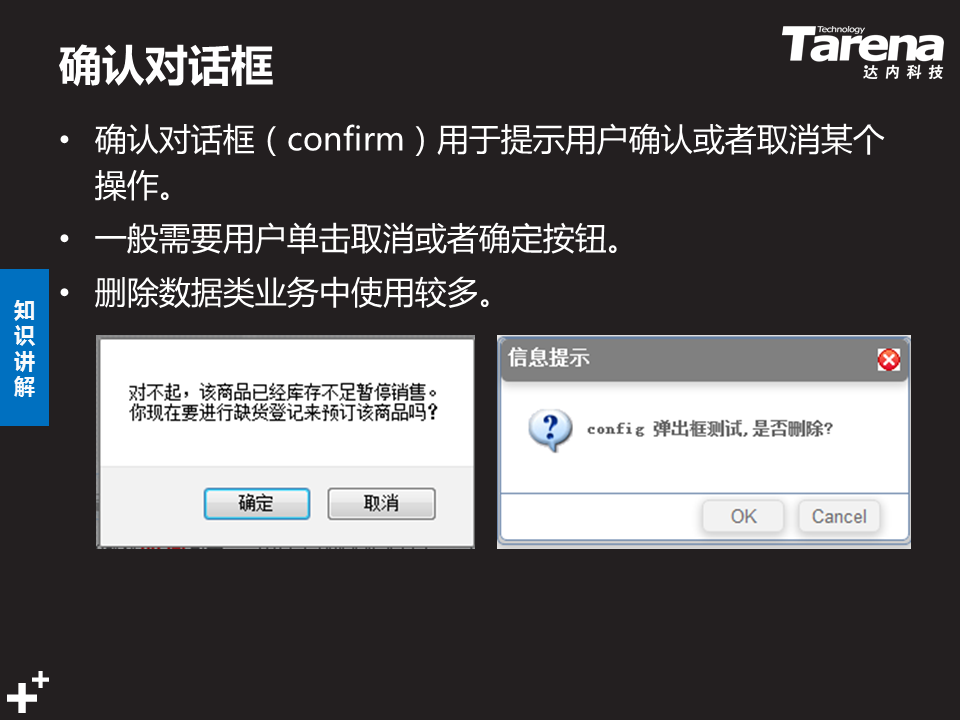 确认对话框
Technology
Tarena
达内科技
• 确认对话框（confirm）用于提示用户确认或者取消某个
操作。
• 一般需要用户单击取消或者确定按钮。
• 删除数据类业务中使用较多。
知识讲解
对不起，该商品已经库存不足暂停销售。
你现在要进行缺货登记来预订该商品吗？
确定
取消
信息提示
config 弹出框测试,是否删除?
OK
Cancel